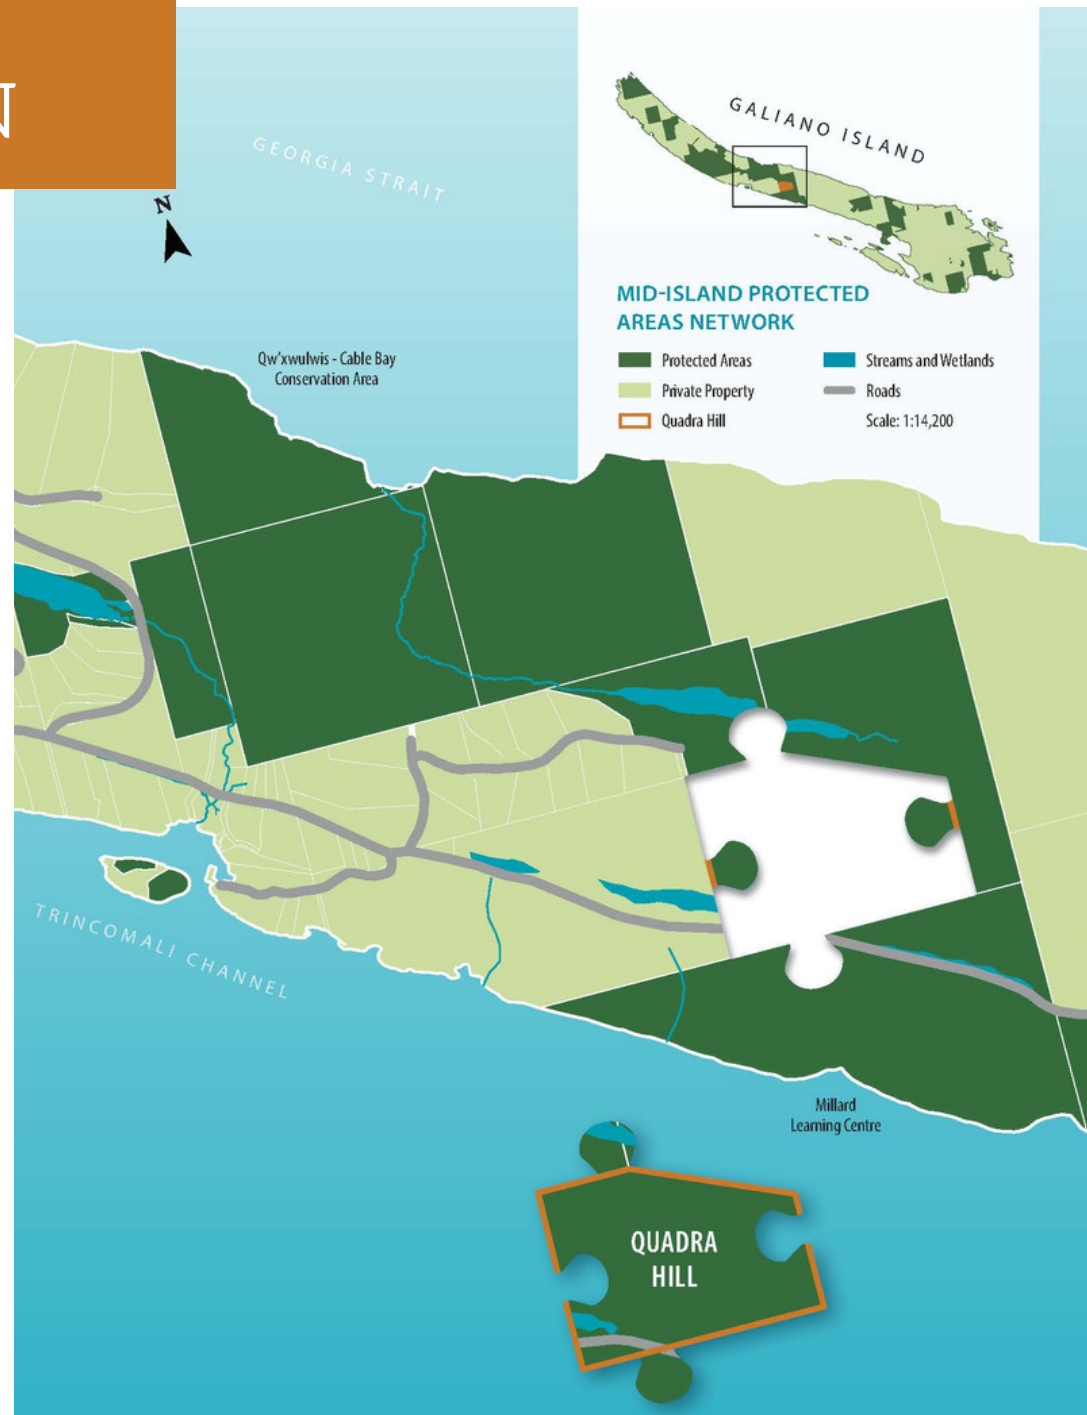 N
GALIANO ISLAND
GEORGIA STRAIT
N
MID-ISLAND PROTECTED
AREAS NETWORK
Protected Areas
Streams and Wetlands
Private Property
Roads
Quadra Hill
Scale: 1:14,200
Qw'xwulwis - Cable Bay
Conservation Area
TRINCOMALI CHANNEL
Millard
Learning Centre
QUADRA
HILL